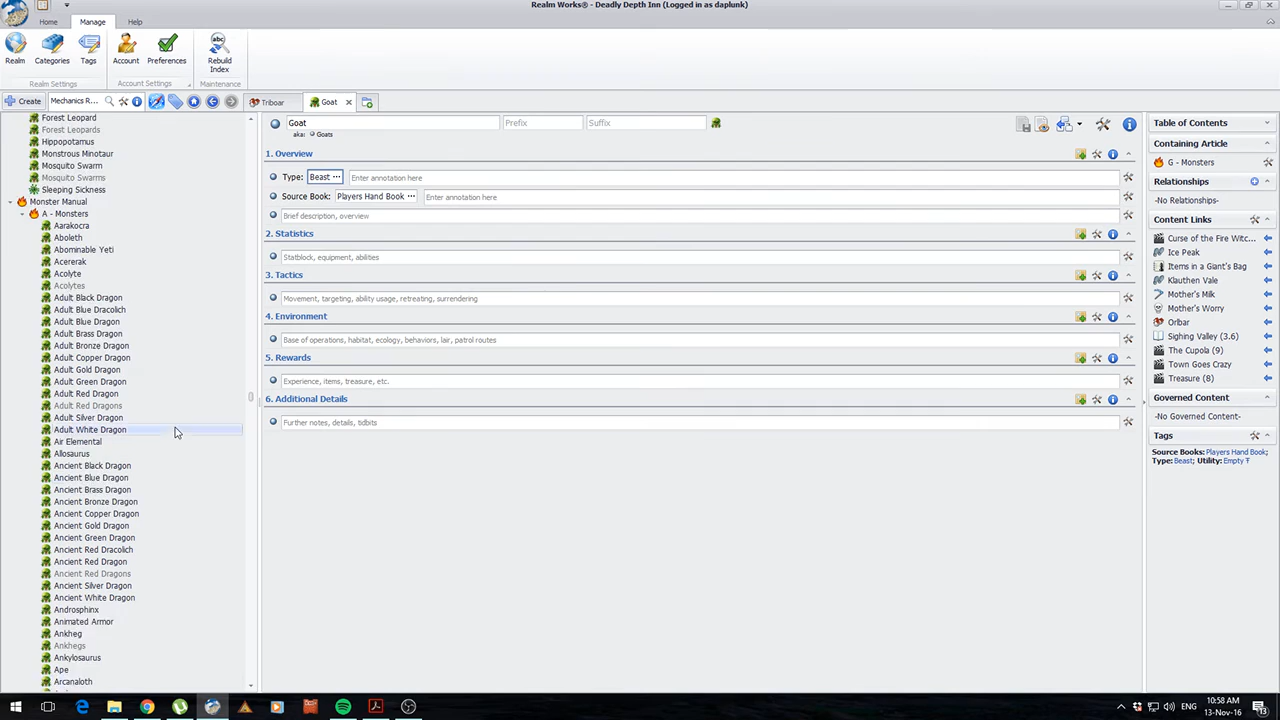 Realm Works® - Deadly Depth Inn (Logged in as daplunk)
Home Manage Help
Realm Categories Tags Account Preferences Rebuild Index
Realm Settings Account Settings Maintenance
Create Mechanics R... Triboar Goat
Forest Leopard
Forest Leopards
Hippopotamus
Monstrous Minotaur
Mosquito Swarm
Mosquito Swarms
Sleeping Sickness
Monster Manual
A - Monsters
Aarakocra
Aboleth
Abominable Yeti
Acererak
Acolyte
Acolytes
Adult Black Dragon
Adult Blue Dracolich
Adult Blue Dragon
Adult Brass Dragon
Adult Bronze Dragon
Adult Copper Dragon
Adult Gold Dragon
Adult Green Dragon
Adult Red Dragon
Adult Red Dragons
Adult Silver Dragon
Adult White Dragon
Air Elemental
Allosaurus
Ancient Black Dragon
Ancient Blue Dragon
Ancient Brass Dragon
Ancient Bronze Dragon
Ancient Copper Dragon
Ancient Gold Dragon
Ancient Green Dragon
Ancient Red Dracolich
Ancient Red Dragon
Ancient Red Dragons
Ancient Silver Dragon
Ancient White Dragon
Androsphinx
Animated Armor
Ankheg
Ankhegs
Ankylosaurus
Ape
Arcanaloth
Goat Prefix Suffix
aka: Goats
1. Overview
Type: Beast ··· Enter annotation here
Source Book: Players Hand Book ··· Enter annotation here
Brief description, overview
2. Statistics
Statblock, equipment, abilities
3. Tactics
Movement, targeting, ability usage, retreating, surrendering
4. Environment
Base of operations, habitat, ecology, behaviors, lair, patrol routes
5. Rewards
Experience, items, treasure, etc.
6. Additional Details
Further notes, details, tidbits
Table of Contents
Containing Article
G - Monsters
Relationships
-No Relationships-
Content Links
Curse of the Fire Witc...
Ice Peak
Items in a Giant's Bag
Klauthen Vale
Mother's Milk
Mother's Worry
Orlbar
Sighing Valley (3.6)
The Cupola (9)
Town Goes Crazy
Treasure (8)
Governed Content
-No Governed Content-
Tags
Source Books: Players Hand Book;
Type: Beast; Utility: Empty
ENG
10:58 AM
13-Nov-16